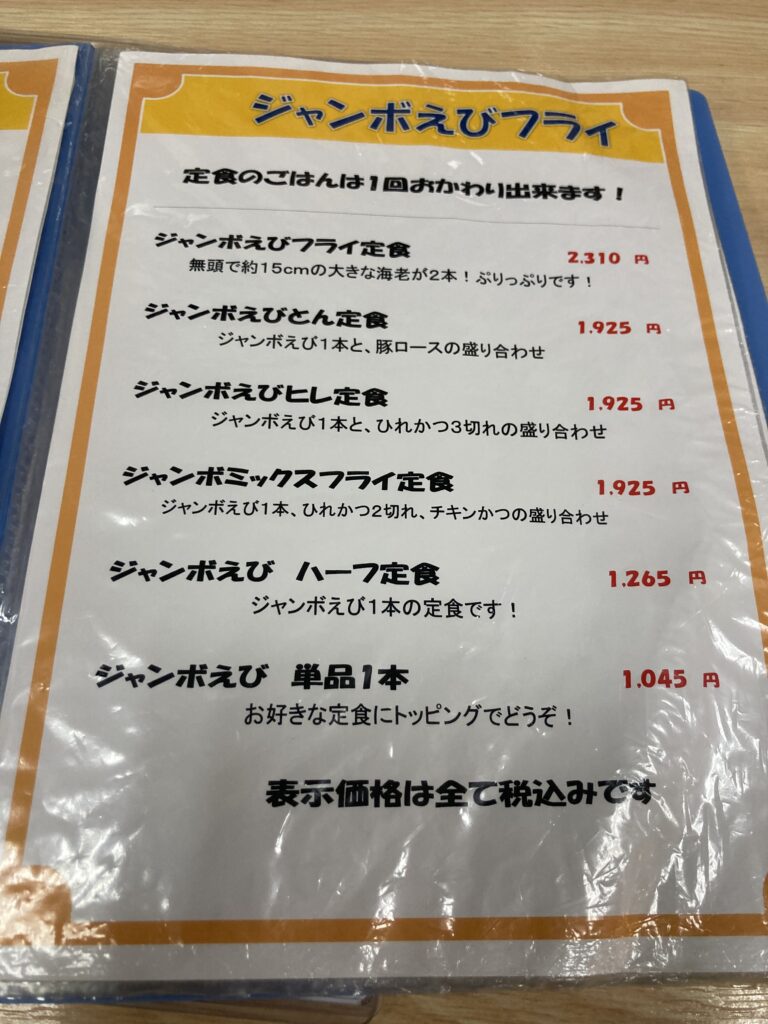 ジャンボえびフライ
定食のごはんは1回おかわり出来ます！
ジャンボえびフライ定食 2.310 円
無頭で約15cmの大きな海老が2本！ぷりっぷりです！
ジャンボえびとん定食 1.925 円
ジャンボえび1本と、豚ロースの盛り合わせ
ジャンボえびヒレ定食 1.925 円
ジャンボえび1本と、ひれかつ3切れの盛り合わせ
ジャンボミックスフライ定食 1.925 円
ジャンボえび1本、ひれかつ2切れ、チキンかつの盛り合わせ
ジャンボえび　ハーフ定食 1.265 円
ジャンボえび1本の定食です！
ジャンボえび　単品1本 1.045 円
お好きな定食にトッピングでどうぞ！
表示価格は全て税込みです